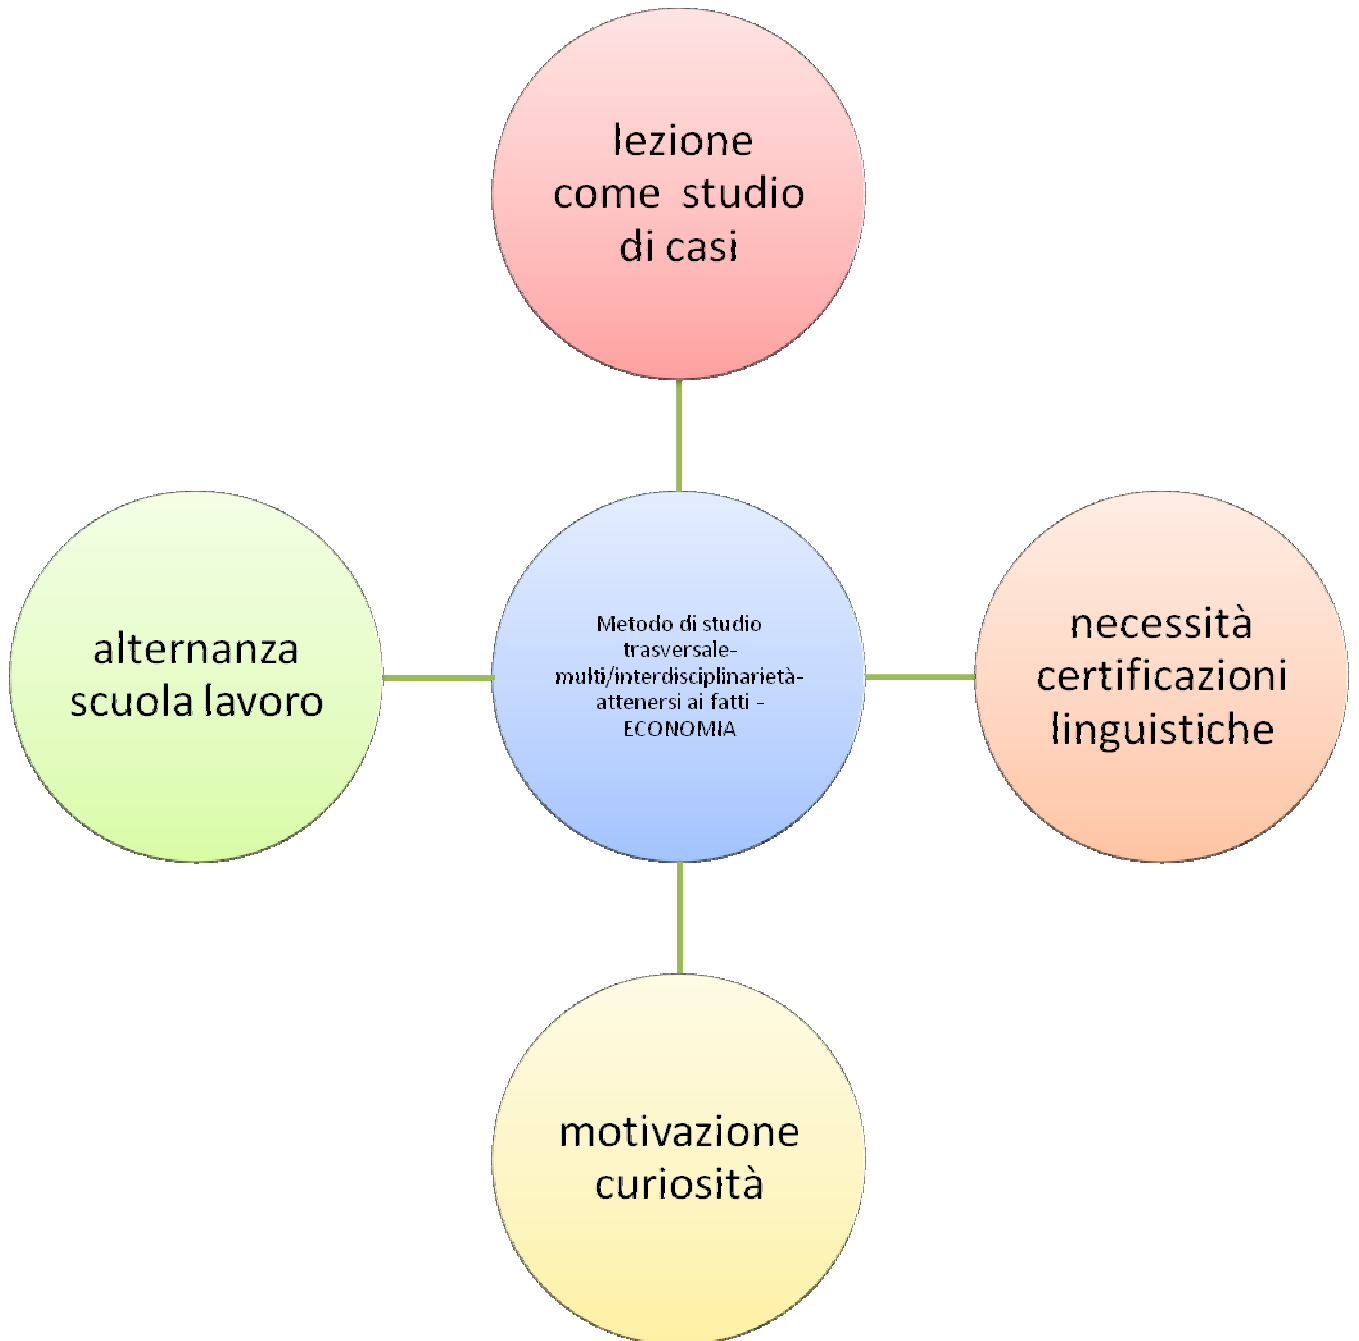 lezione
come studio
di casi
alternanza
scuola lavoro
Metodo di studio
trasversale-
multi/interdisciplinarietà-
attenersi ai fatti –
ECONOMIA
necessità
certificazioni
linguistiche
motivazione
curiosità